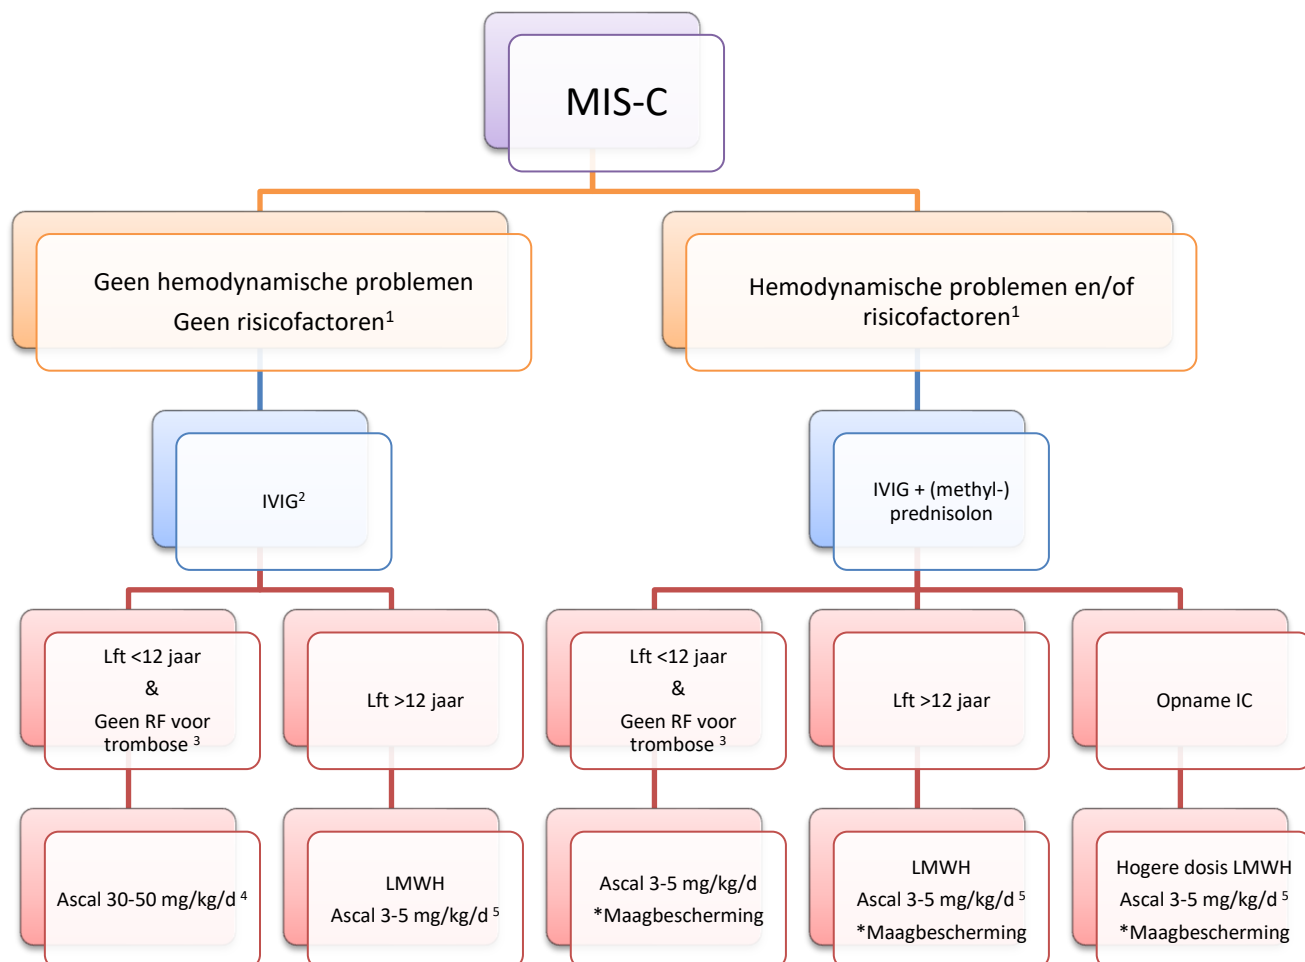 MIS-C
Geen hemodynamische problemen
Geen risicofactoren¹
Hemodynamische problemen en/of
risicofactoren¹
IVIG²
IVIG + (methyl-)
prednisolon
Lft <12 jaar
&
Geen RF voor
trombose ³
Lft >12 jaar
Lft <12 jaar
&
Geen RF voor
trombose ³
Lft >12 jaar
Opname IC
Ascal 30-50 mg/kg/d ⁴
LMWH
Ascal 3-5 mg/kg/d ⁵
Ascal 3-5 mg/kg/d
*Maagbescherming
LMWH
Ascal 3-5 mg/kg/d ⁵
*Maagbescherming
Hogere dosis LMWH
Ascal 3-5 mg/kg/d ⁵
*Maagbescherming